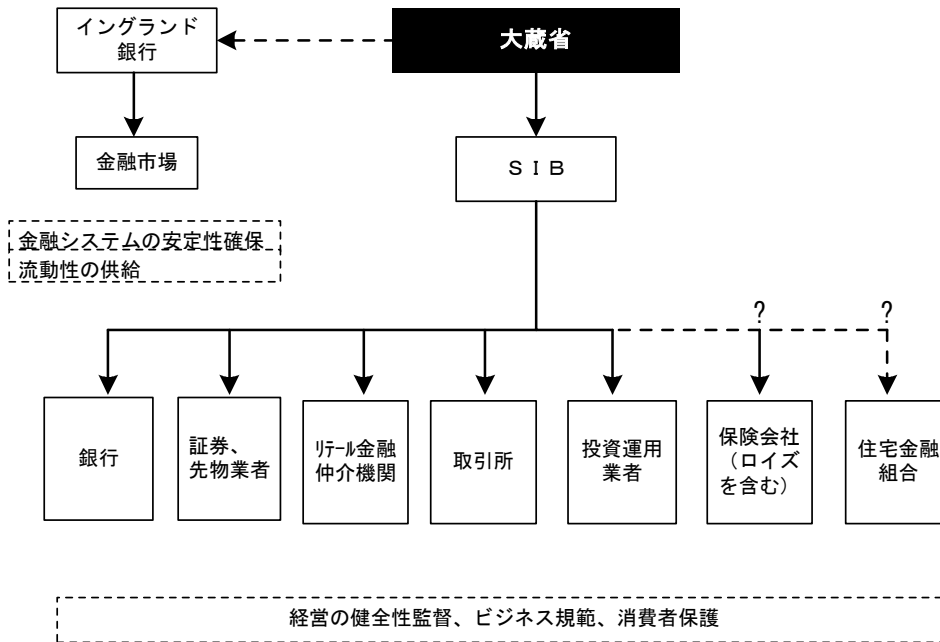 イングランド
銀行
大蔵省
金融市場
ＳＩＢ
金融システムの安定性確保
流動性の供給
?
?
銀行
証券、
先物業者
ﾘﾃｰﾙ金融
仲介機関
取引所
投資運用
業者
保険会社
（ロイズ
を含む）
住宅金融
組合
経営の健全性監督、ビジネス規範、消費者保護